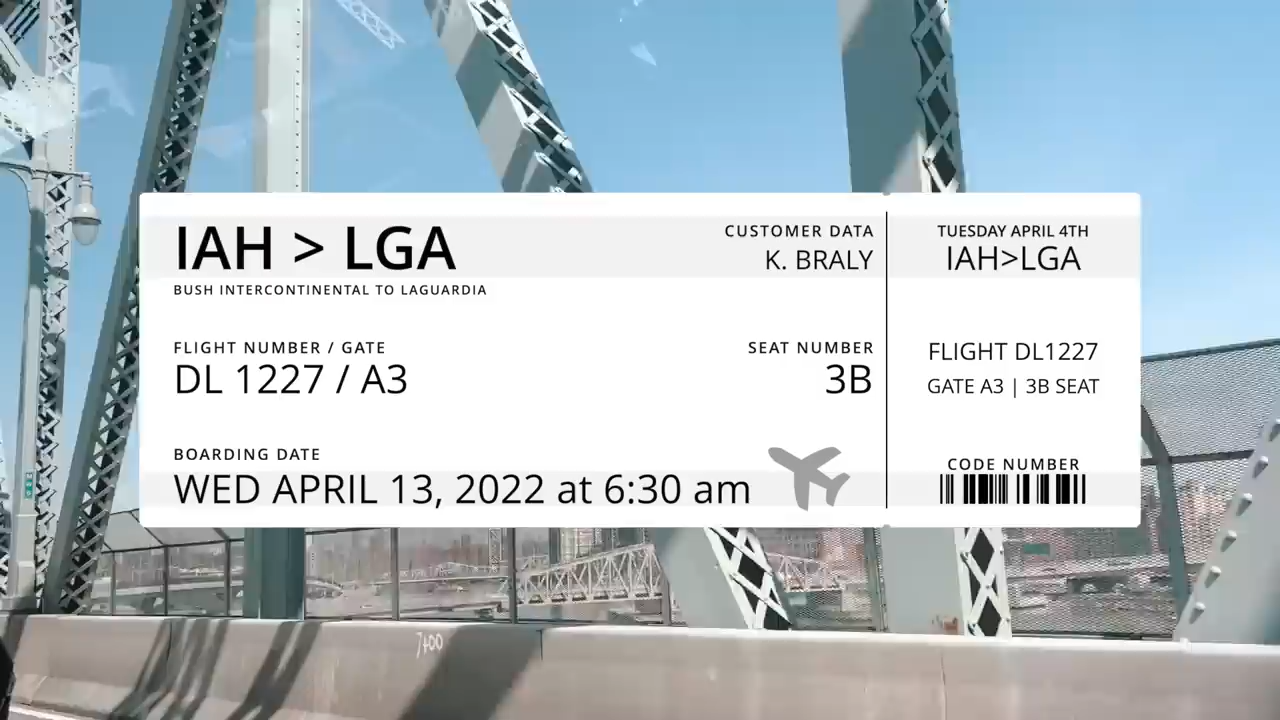 IAH > LGA
BUSH INTERCONTINENTAL TO LAGUARDIA
CUSTOMER DATA
K. BRALY
FLIGHT NUMBER / GATE
DL 1227 / A3
SEAT NUMBER
3B
BOARDING DATE
WED APRIL 13, 2022 at 6:30 am
TUESDAY APRIL 4TH
IAH>LGA
FLIGHT DL1227
GATE A3 | 3B SEAT
CODE NUMBER
7400